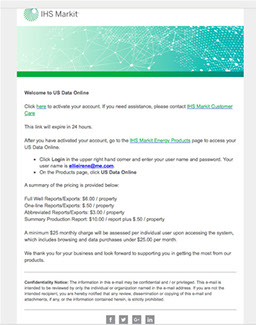 IHS Markit
Welcome to US Data Online
Click here to activate your account. If you need assistance, please contact IHS Markit Customer
Care
This link will expire in 24 hours.
After you have activated your account, go to the IHS Markit Energy Products page to access your
US Data Online.
• Click Login in the upper right hand corner and enter your user name and password. Your
user name is ellieirons@me.com.
• On the Products page, click US Data Online
A summary of the pricing is provided below:
Full Well Reports/Exports: $6.00 / property
One-line Reports/Exports: $.50 / property
Abbreviated Reports/Exports: $3.00 / property
Summary Production Report: $10.00 / report plus $.50 / property
A minimum $25 monthly charge will be assessed per individual user upon accessing the system,
which includes browsing and data purchases under $25.00 per month.
We thank you for your business and look forward to supporting you in getting the most from our
products.
Confidentiality Notice: The information in this e.mail may be confidential and / or privileged. This e-mail is
intended to be reviewed by only the individual or organization named in the e-mail address. If you are not the
intended recipient, you are hereby notified that any review, dissemination or copying of this e-mail and
attachments, if any, or the information contained herein, is strictly prohibited.